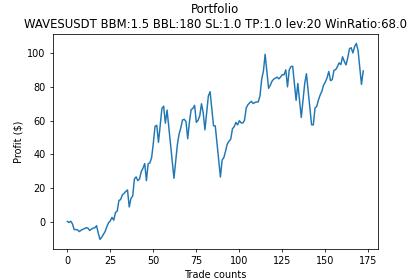 Portfolio
WAVESUSDT BBM:1.5 BBL:180 SL:1.0 TP:1.0 lev:20 WinRatio:68.0
100
80
60
40
20
0
Profit ($)
0 25 50 75 100 125 150 175
Trade counts